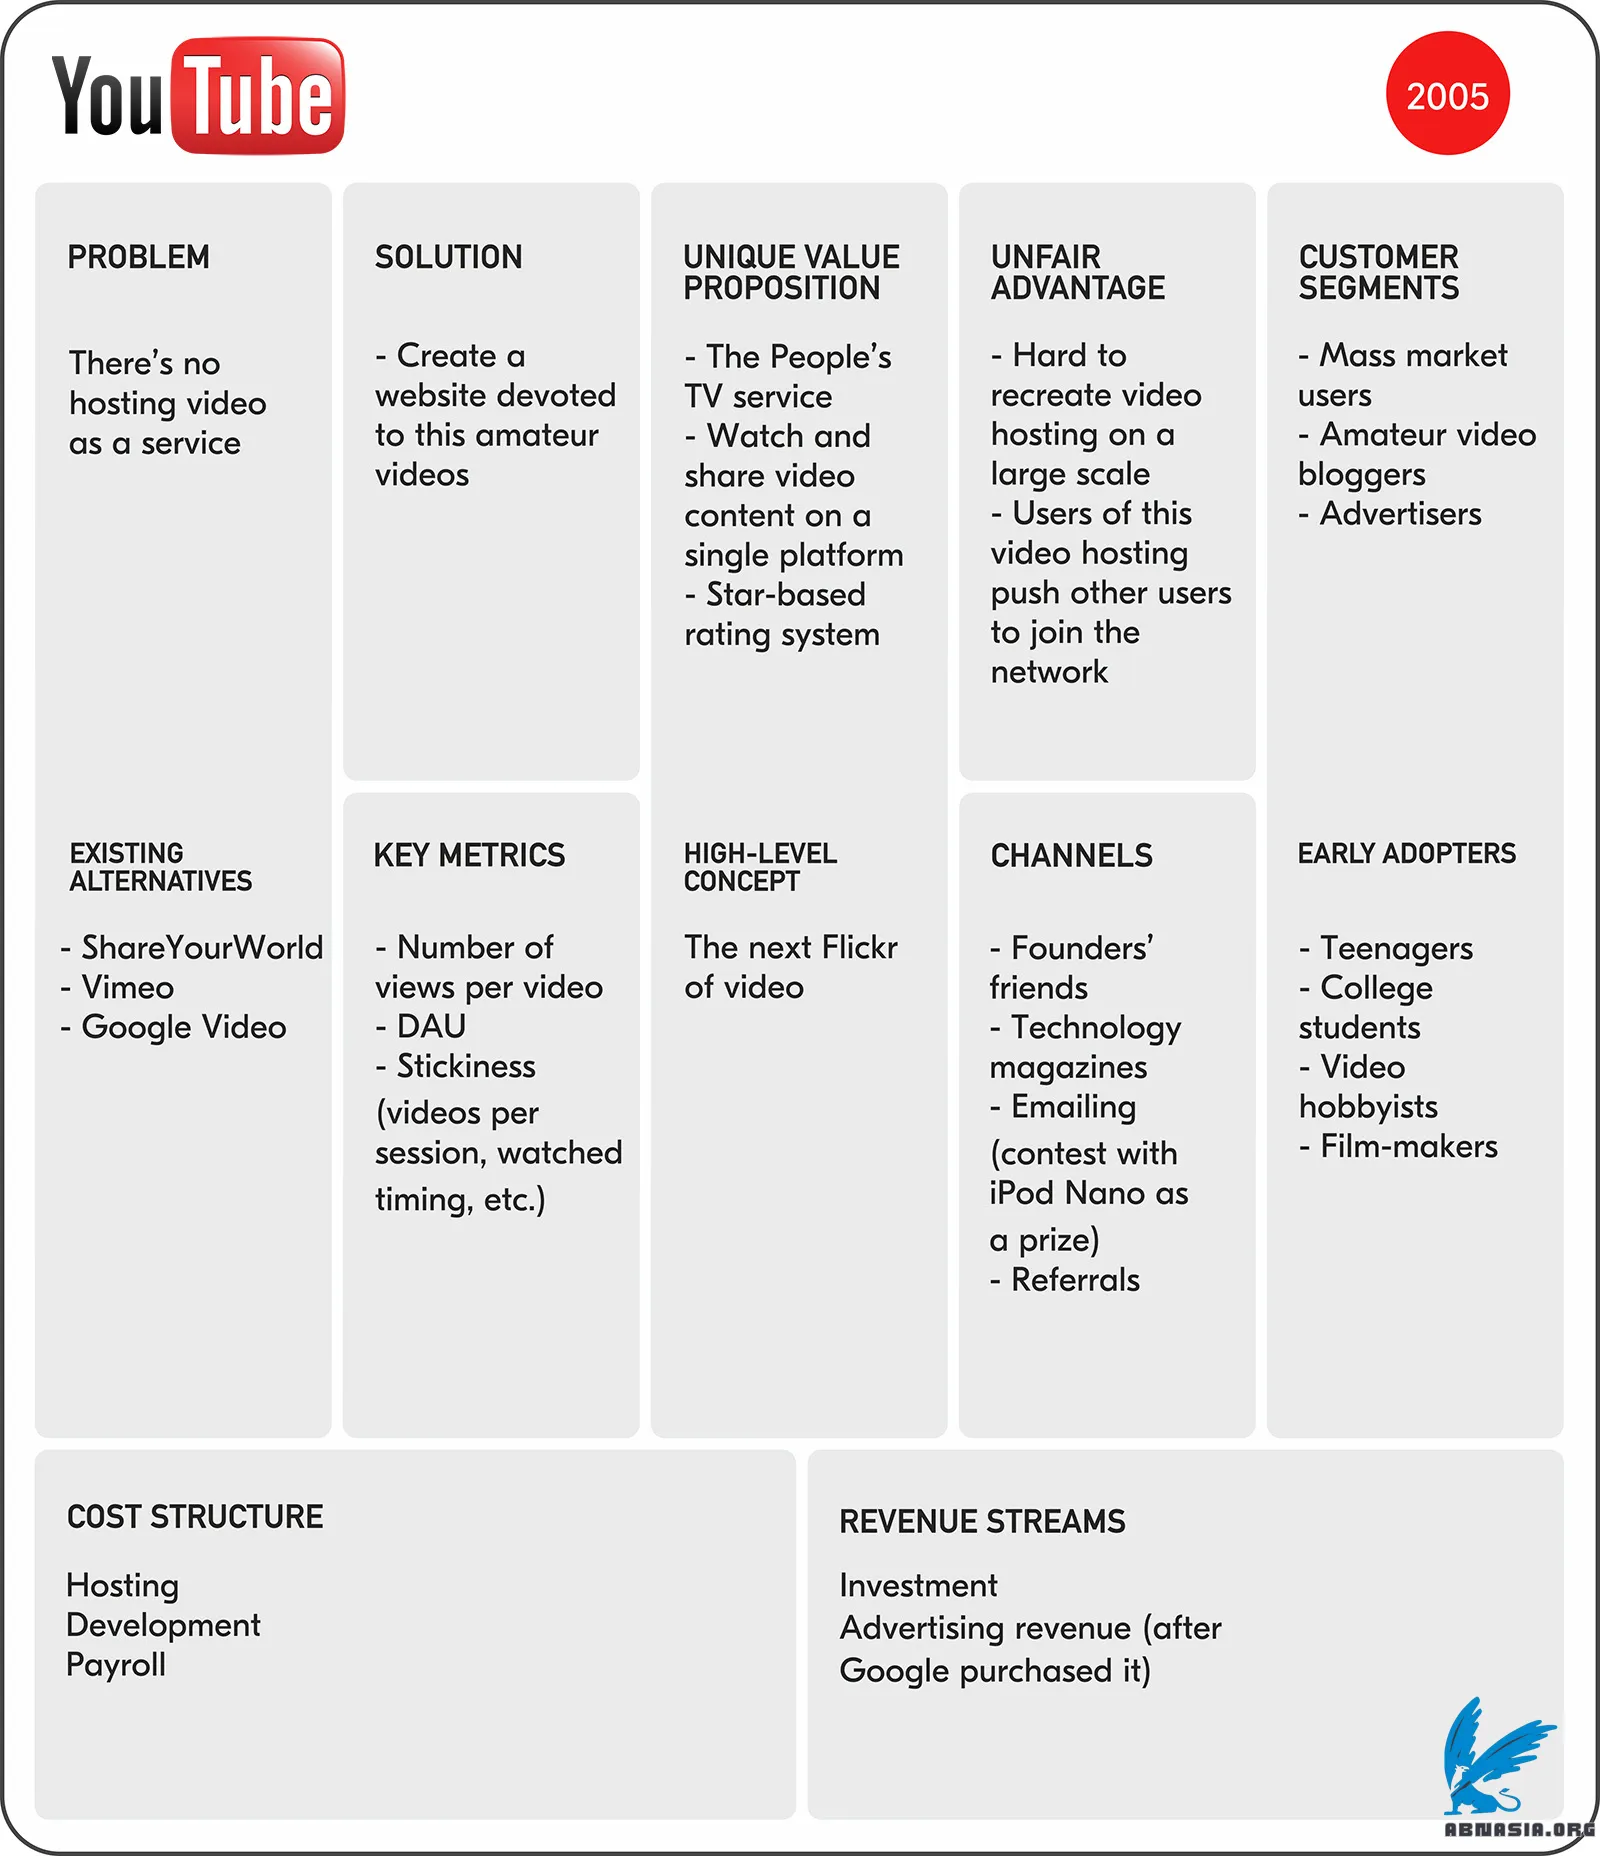 YouTube
2005
PROBLEM
There's no
hosting video
as a service
EXISTING
ALTERNATIVES
- ShareYourWorld
- Vimeo
- Google Video
SOLUTION
- Create a
website devoted
to this amateur
videos
KEY METRICS
- Number of
views per video
- DAU
- Stickiness
(videos per
session, watched
timing, etc.)
UNIQUE VALUE
PROPOSITION
- The People's
TV service
- Watch and
share video
content on a
single platform
- Star-based
rating system
HIGH-LEVEL
CONCEPT
The next Flickr
of video
UNFAIR
ADVANTAGE
- Hard to
recreate video
hosting on a
large scale
- Users of this
video hosting
push other users
to join the
network
CHANNELS
- Founders'
friends
- Technology
magazines
- Emailing
(contest with
iPod Nano as
a prize)
- Referrals
CUSTOMER
SEGMENTS
- Mass market
users
- Amateur video
bloggers
- Advertisers
EARLY ADOPTERS
- Teenagers
- College
students
- Video
hobbyists
- Film-makers
COST STRUCTURE
Hosting
Development
Payroll
REVENUE STREAMS
Investment
Advertising revenue (after
Google purchased it)
ABNASIA.ORG